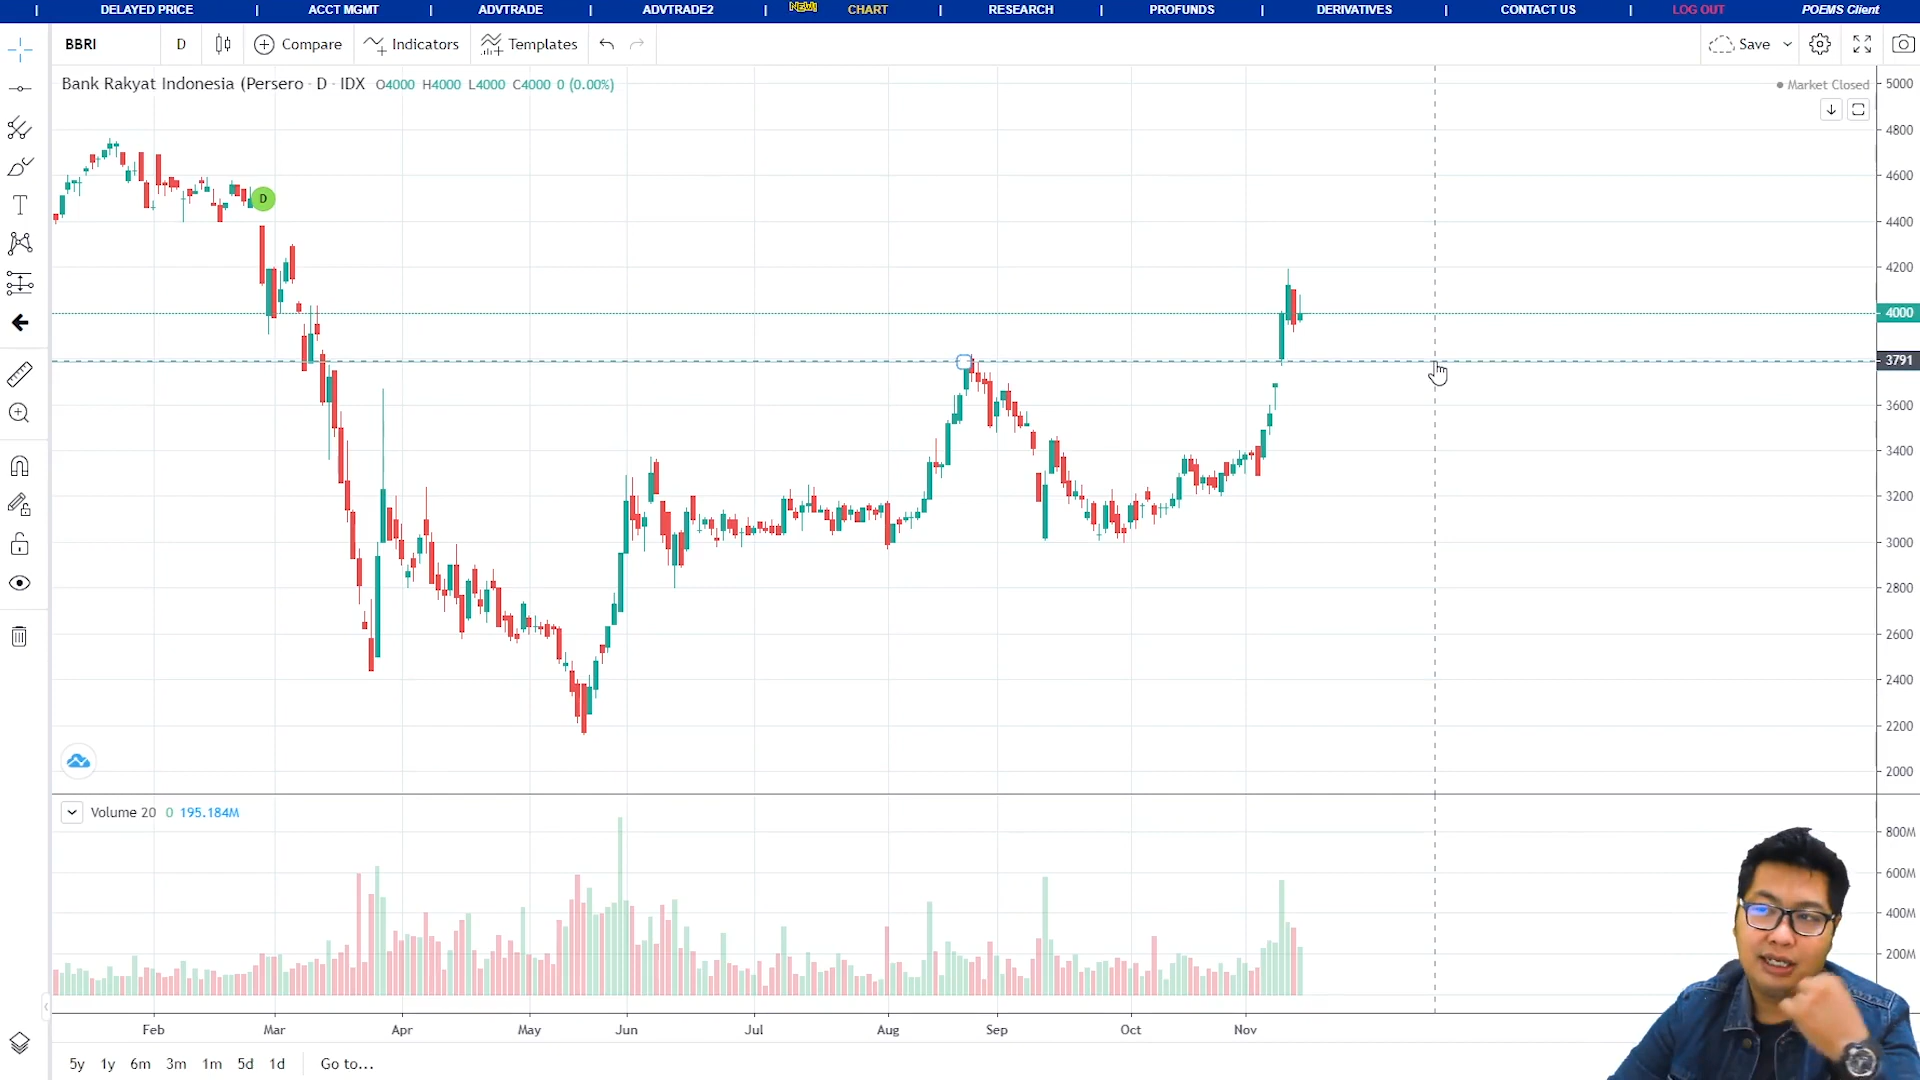 | DELAYED PRICE | ACCT MGMT | ADVTRADE | ADVTRADE2 | NEW! CHART | RESEARCH | PROFUNDS | DERIVATIVES | CONTACT US | LOG OUT POEMS Client
BBRI D Compare Indicators Templates Save
Bank Rakyat Indonesia (Persero · D · IDX O4000 H4000 L4000 C4000 0 (0.00%)
Market Closed
5000
4800
4600
D
4400
4200
4000
3791
3600
3400
3200
3000
2800
2600
2400
2200
2000
Volume 20 0 195.184M
800M
600M
400M
200M
Feb Mar Apr May Jun Jul Aug Sep Oct Nov
5y 1y 6m 3m 1m 5d 1d Go to...